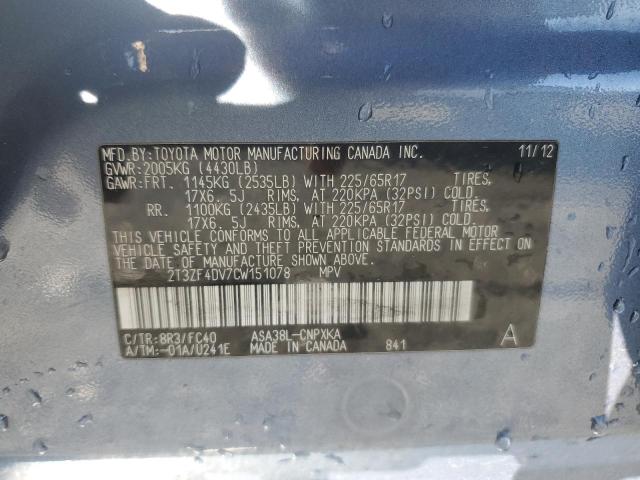 MFD.BY:TOYOTA MOTOR MANUFACTURING CANADA INC. 11/12
GVWR:2005KG (4430LB)
GAWR:FRT. 1145KG (2535LB) WITH 225/65R17 TIRES,
17X6.5J RIMS, AT 220KPA (32PSI) COLD
RR. 1100KG (2435LB) WITH 225/65R17 TIRES,
17X6.5J RIMS, AT 220KPA (32PSI) COLD.
THIS VEHICLE CONFORMS TO ALL APPLICABLE FEDERAL MOTOR
VEHICLE SAFETY AND THEFT PREVENTION STANDARDS IN EFFECT ON
THE DATE OF MANUFACTURE SHOWN ABOVE.
2T3ZF4DV7CW151078 MPV
C/TR:8R3/FC40 ASA38L-CNPXKA
A/TM:-01A/U241E MADE IN CANADA 841 A